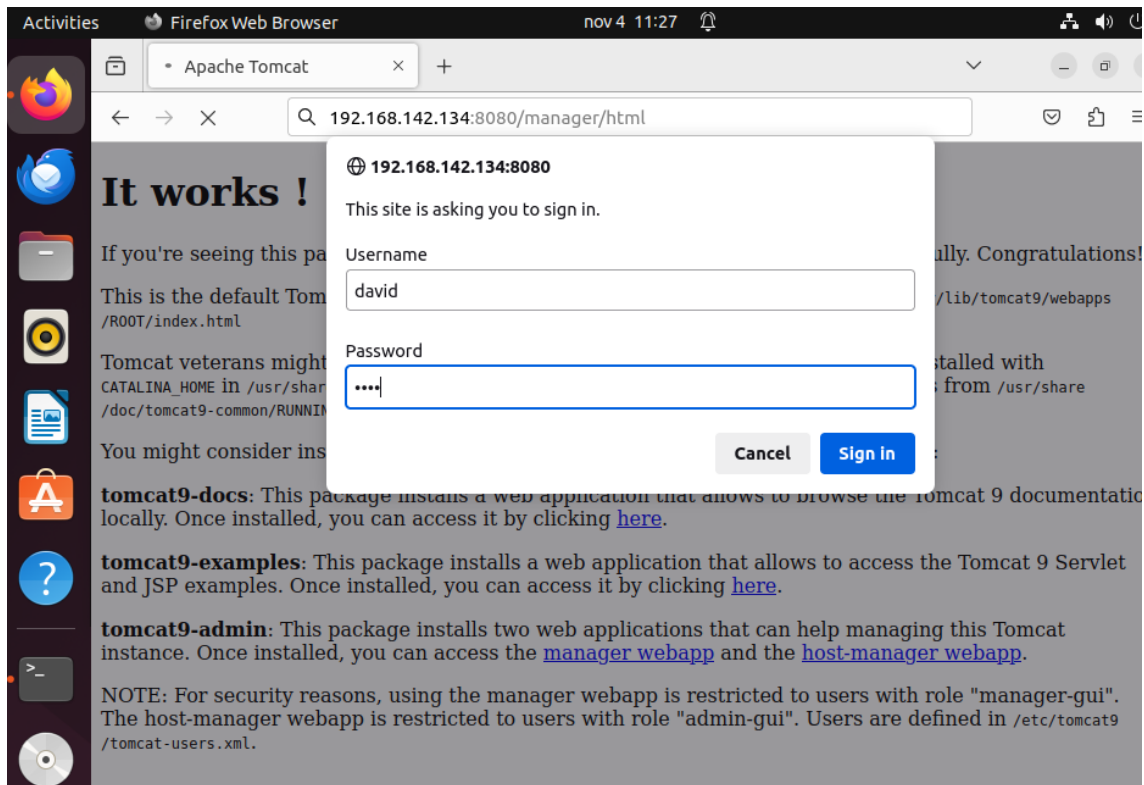 Activities Firefox Web Browser nov 4 11:27
Apache Tomcat
192.168.142.134:8080/manager/html
192.168.142.134:8080
This site is asking you to sign in.
Username
david
Password
••••
Cancel Sign in
It works !
If you're seeing this pa ully. Congratulations!
This is the default Tom /lib/tomcat9/webapps
/ROOT/index.html
Tomcat veterans might stalled with
CATALINA_HOME in /usr/shar from /usr/share
/doc/tomcat9-common/RUNNIN
You might consider ins :
tomcat9-docs: This package installs a web application that allows to browse the Tomcat 9 documentatio
locally. Once installed, you can access it by clicking here.
tomcat9-examples: This package installs a web application that allows to access the Tomcat 9 Servlet
and JSP examples. Once installed, you can access it by clicking here.
tomcat9-admin: This package installs two web applications that can help managing this Tomcat
instance. Once installed, you can access the manager webapp and the host-manager webapp.
NOTE: For security reasons, using the manager webapp is restricted to users with role "manager-gui".
The host-manager webapp is restricted to users with role "admin-gui". Users are defined in /etc/tomcat9
/tomcat-users.xml.